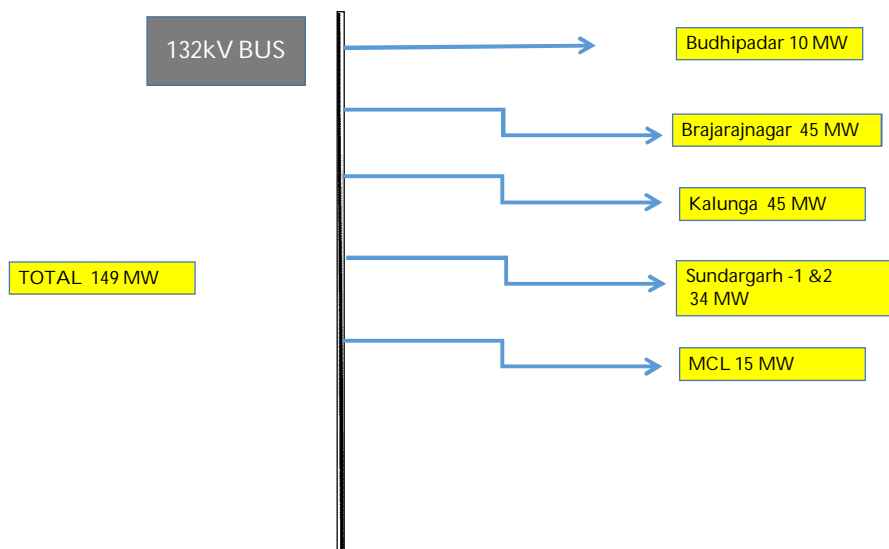 132kV BUS
Budhipadar 10 MW
Brajarajnagar 45 MW
Kalunga 45 MW
TOTAL 149 MW
Sundargarh -1 &2
34 MW
MCL 15 MW